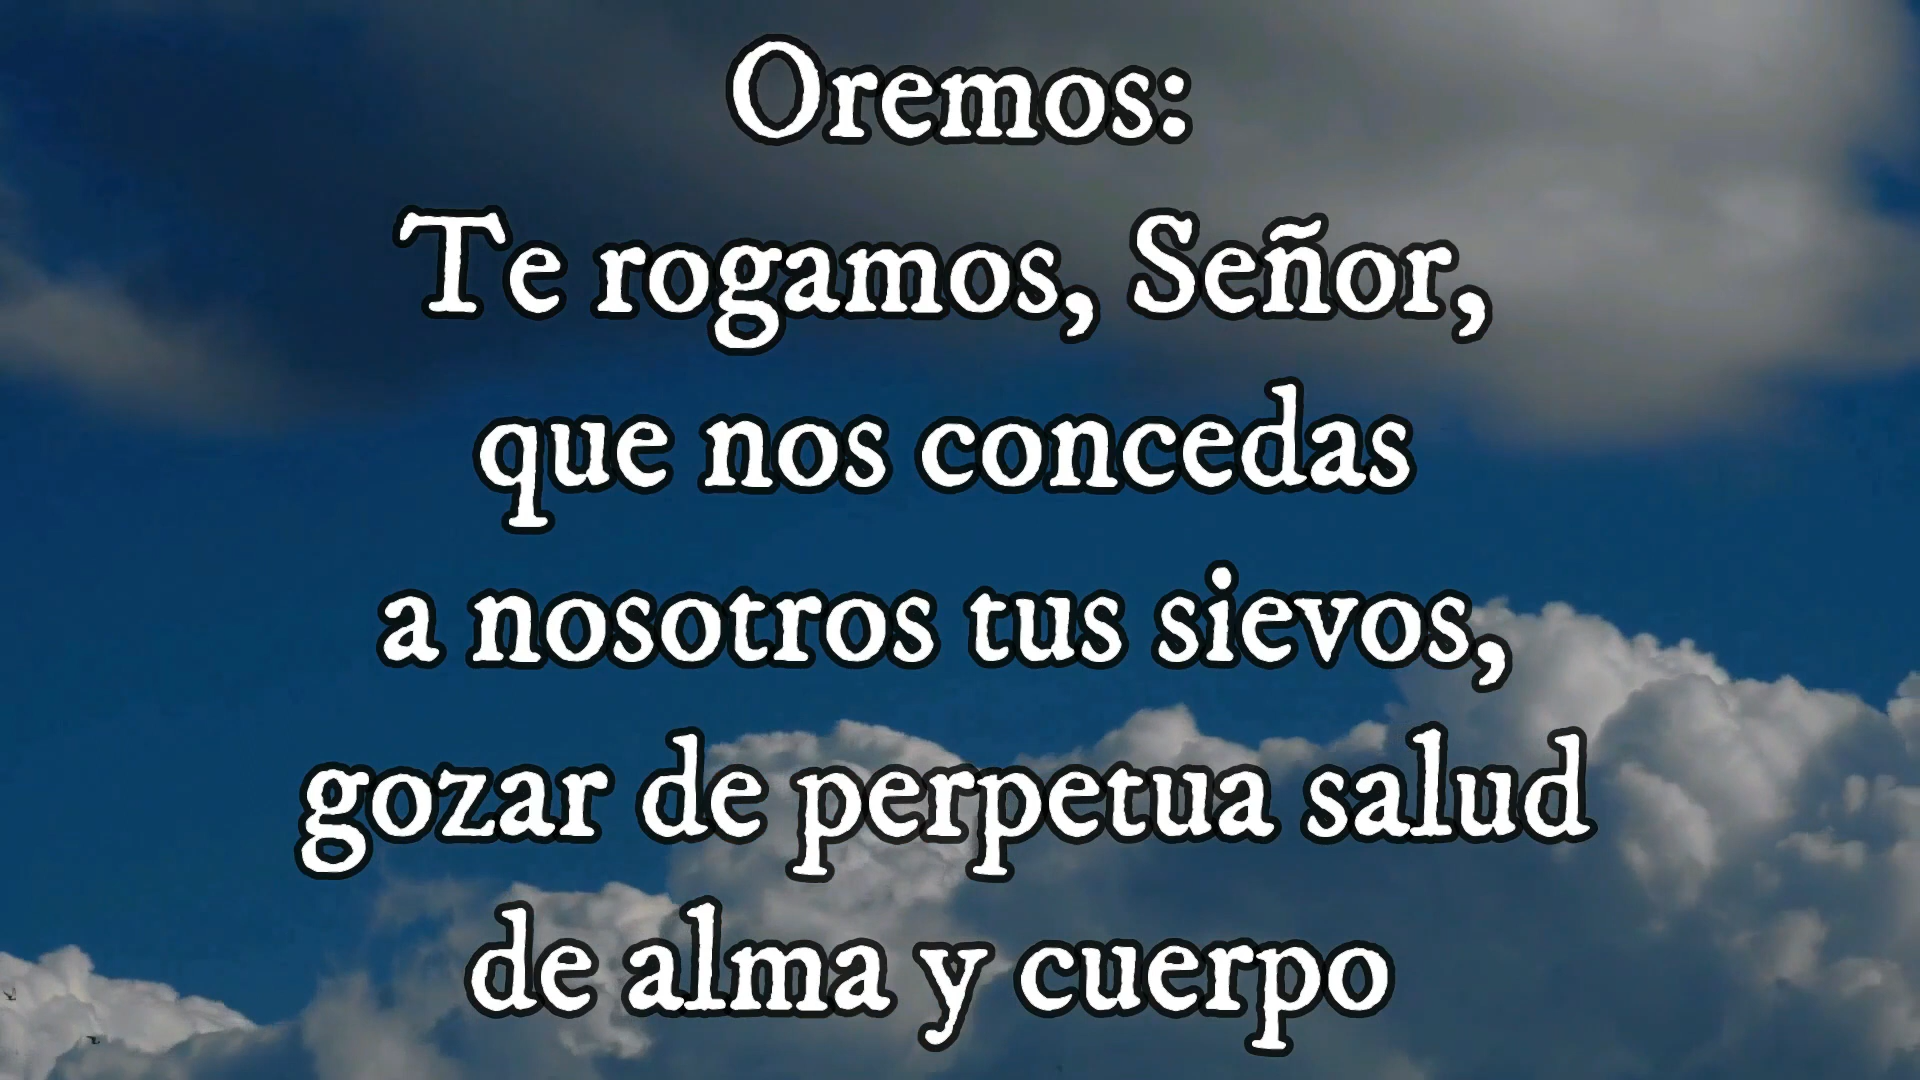 Oremos:
Te rogamos, Señor,
que nos concedas
a nosotros tus sievos,
gozar de perpetua salud
de alma y cuerpo